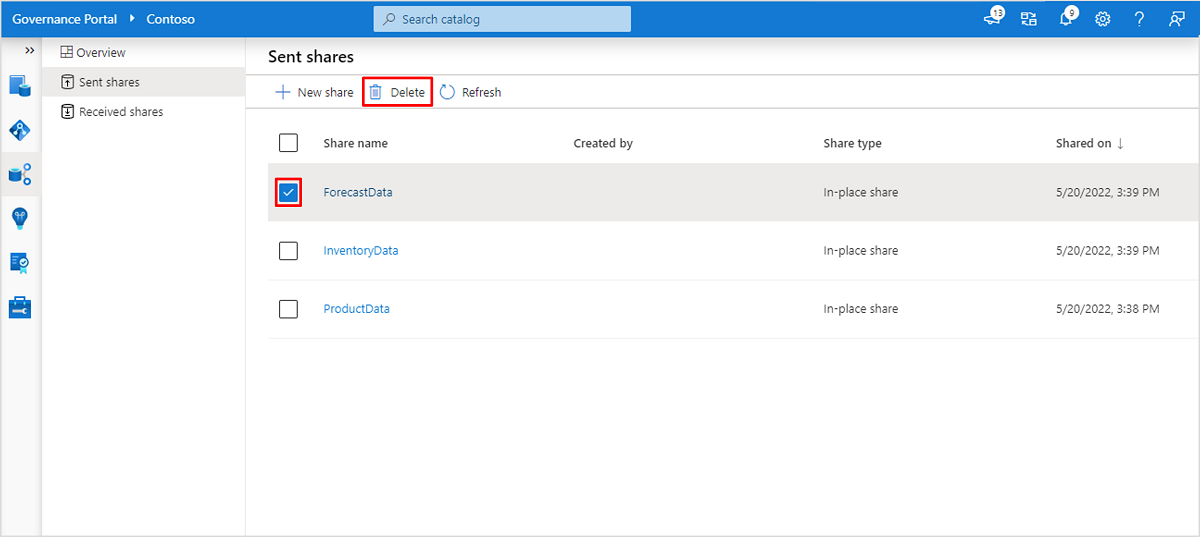 Governance Portal Contoso Search catalog 13 9 ?
Overview
Sent shares
Received shares
Sent shares
New share Delete Refresh
Share name Created by Share type Shared on ↓
ForecastData In-place share 5/20/2022, 3:39 PM
InventoryData In-place share 5/20/2022, 3:39 PM
ProductData In-place share 5/20/2022, 3:38 PM